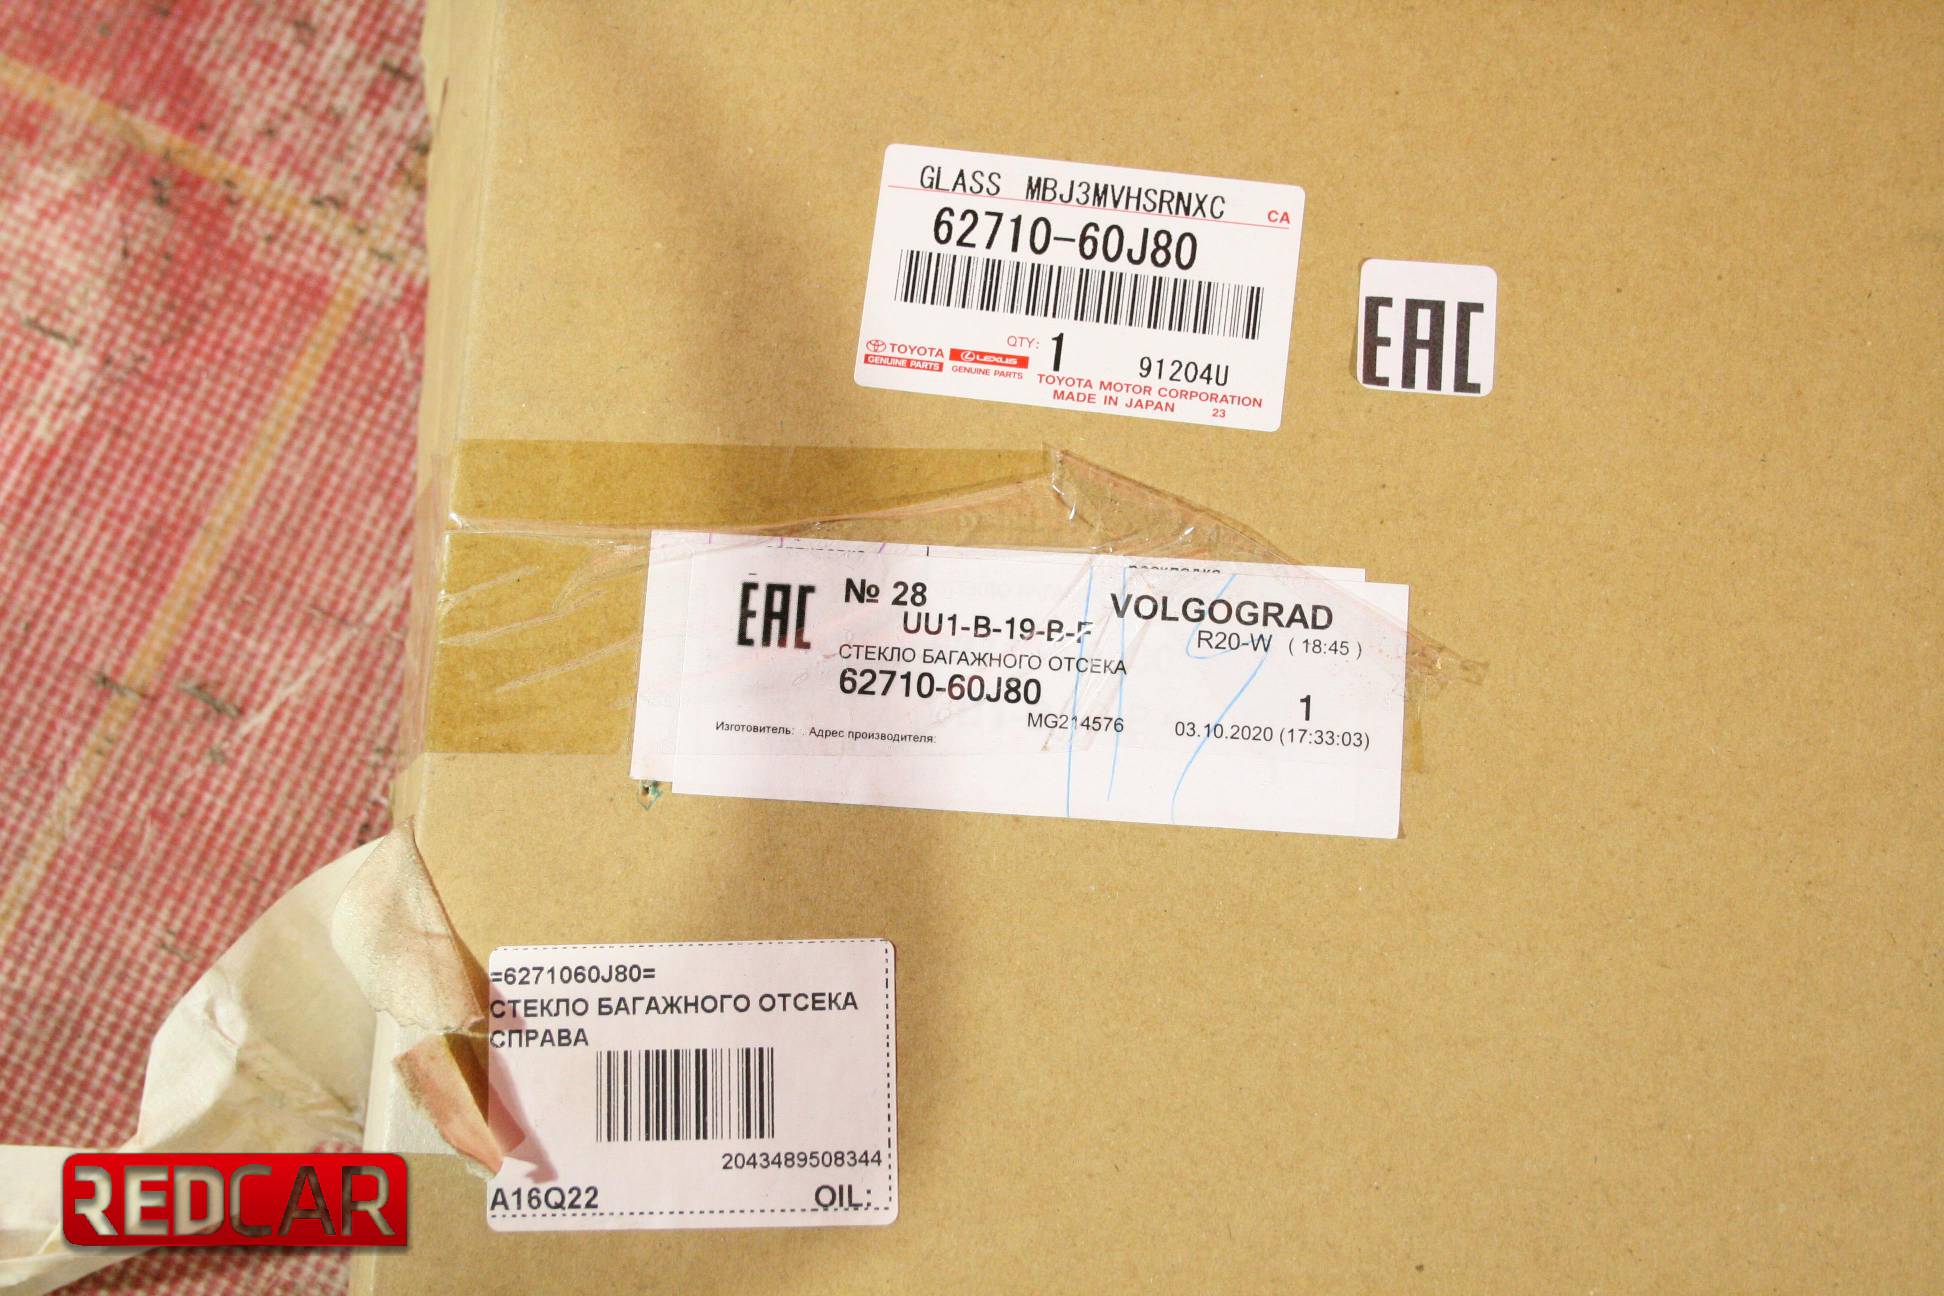 GLASS MBJ3MVHSRNXC CA
62710-60J80
TOYOTA
GENUINE PARTS
LEXUS
GENUINE PARTS
QTY: 1 91204U
TOYOTA MOTOR CORPORATION
MADE IN JAPAN 23
EAC
EAC № 28 VOLGOGRAD
UU1-B-19-B-F R20-W ( 18:45 )
СТЕКЛО БАГАЖНОГО ОТСЕКА
62710-60J80 1
MG214576 03.10.2020 (17:33:03)
Изготовитель: . Адрес производителя:
=6271060J80=
СТЕКЛО БАГАЖНОГО ОТСЕКА
СПРАВА
2043489508344
A16Q22 OIL:
REDCAR